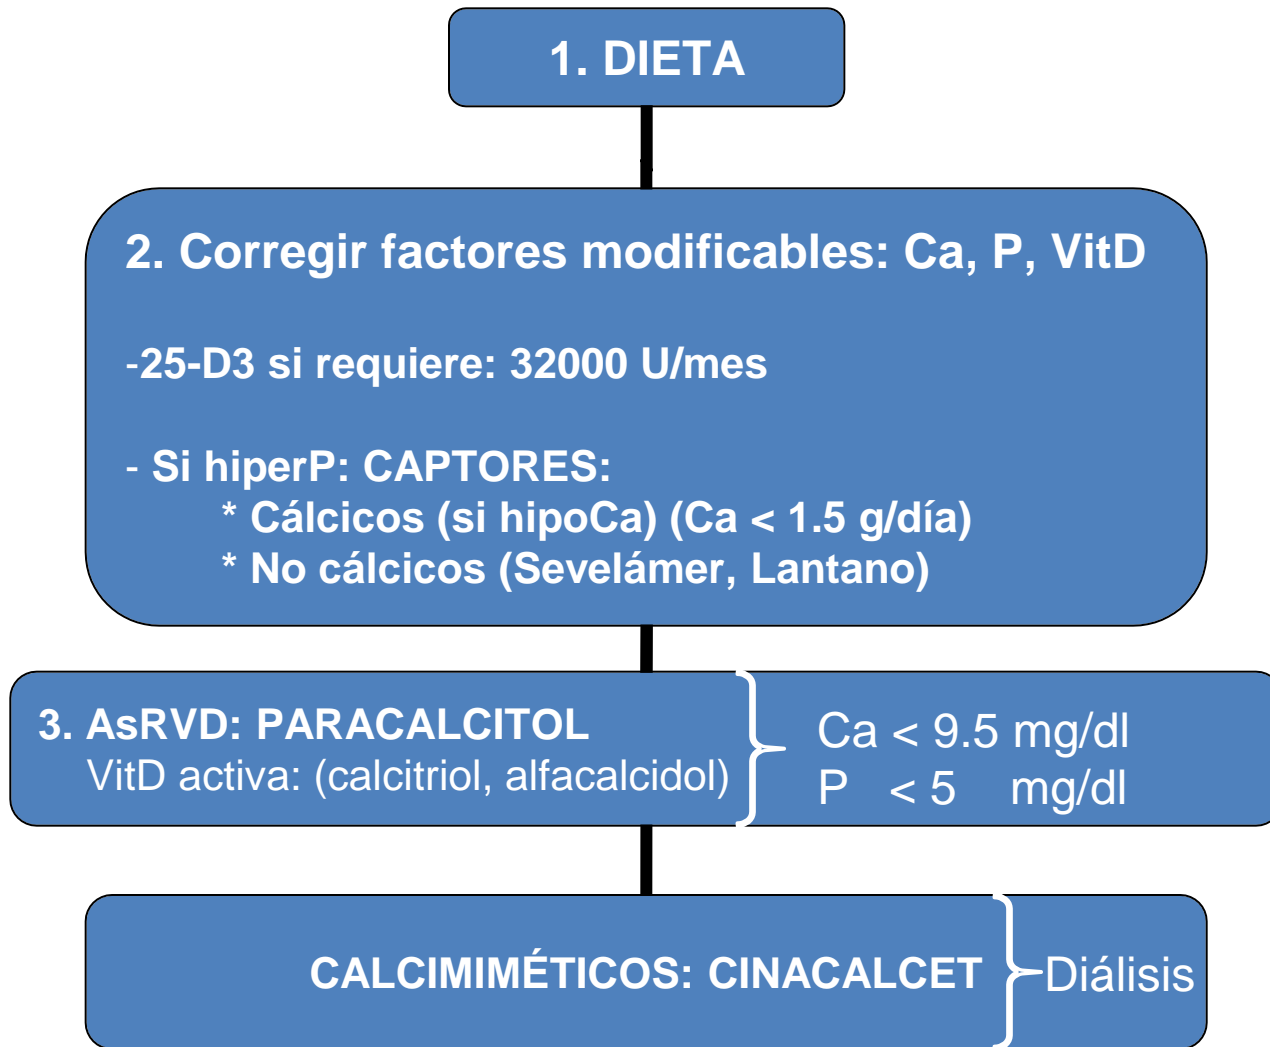 1. DIETA
2. Corregir factores modificables: Ca, P, VitD
-25-D3 si requiere: 32000 U/mes
- Si hiperP: CAPTORES:
* Cálcicos (si hipoCa) (Ca < 1.5 g/día)
* No cálcicos (Sevelámer, Lantano)
3. AsRVD: PARACALCITOL
VitD activa: (calcitriol, alfacalcidol)
Ca < 9.5 mg/dl
P < 5 mg/dl
CALCIMIMÉTICOS: CINACALCET
Diálisis